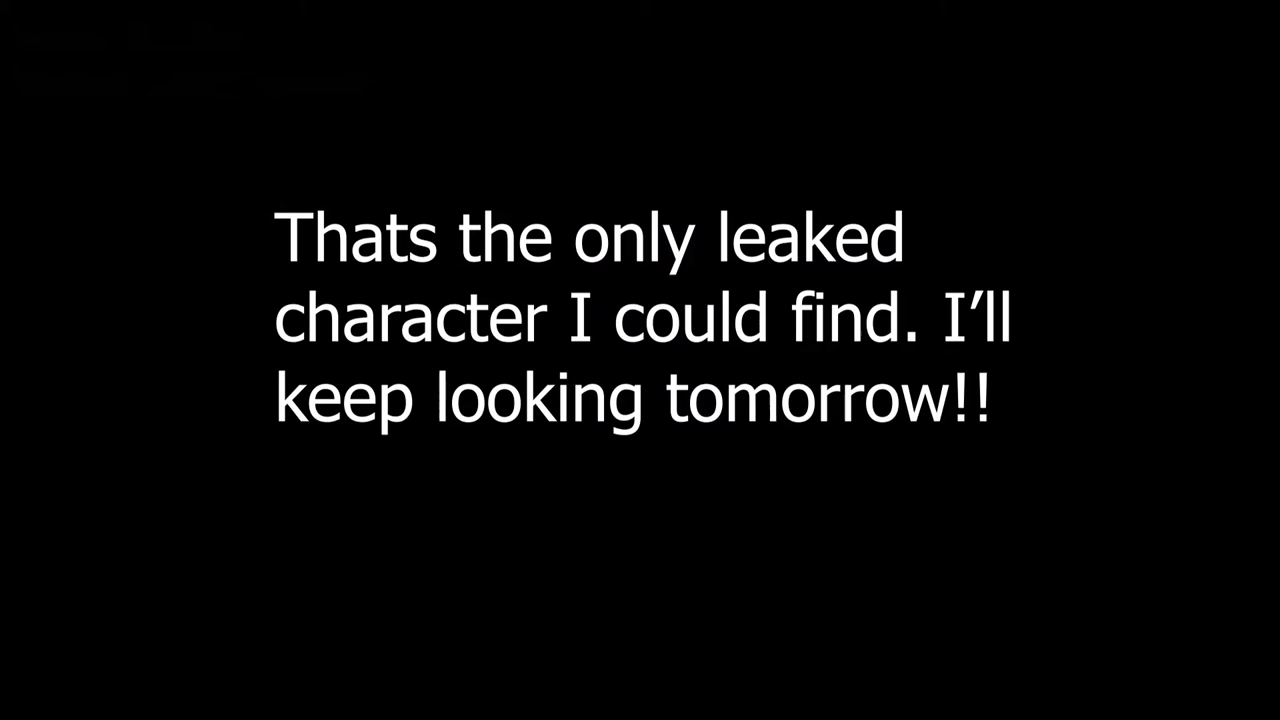 Thats the only leaked
character I could find. I’ll
keep looking tomorrow!!